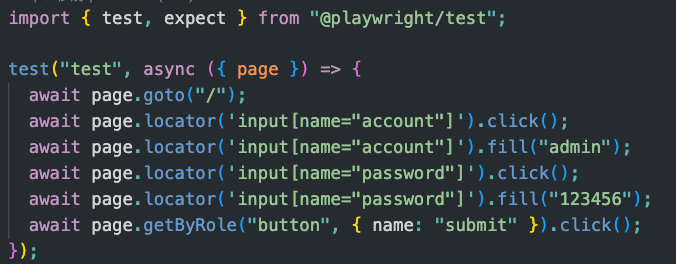 import { test, expect } from "@playwright/test";
test("test", async ({ page }) => {
await page.goto("/");
await page.locator('input[name="account"]').click();
await page.locator('input[name="account"]').fill("admin");
await page.locator('input[name="password"]').click();
await page.locator('input[name="password"]').fill("123456");
await page.getByRole("button", { name: "submit" }).click();
});